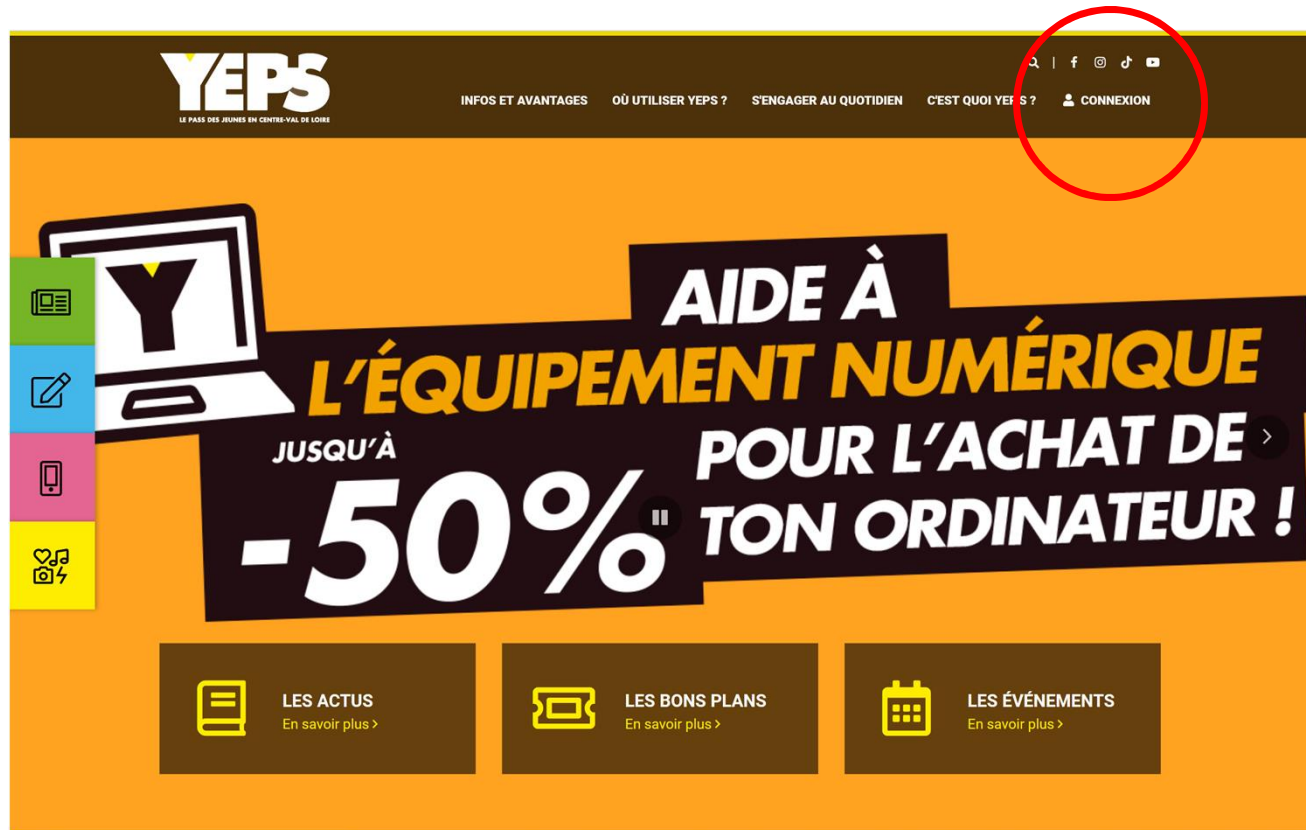 YEPS
LE PASS DES JEUNES EN CENTRE-VAL DE LOIRE
INFOS ET AVANTAGES
OÙ UTILISER YEPS ?
S'ENGAGER AU QUOTIDIEN
C'EST QUOI YEPS ?
CONNEXION
Y
AIDE À
L'ÉQUIPEMENT NUMÉRIQUE
JUSQU'À
-50%
POUR L'ACHAT DE
TON ORDINATEUR !
LES ACTUS
En savoir plus >
LES BONS PLANS
En savoir plus >
LES ÉVÉNEMENTS
En savoir plus >